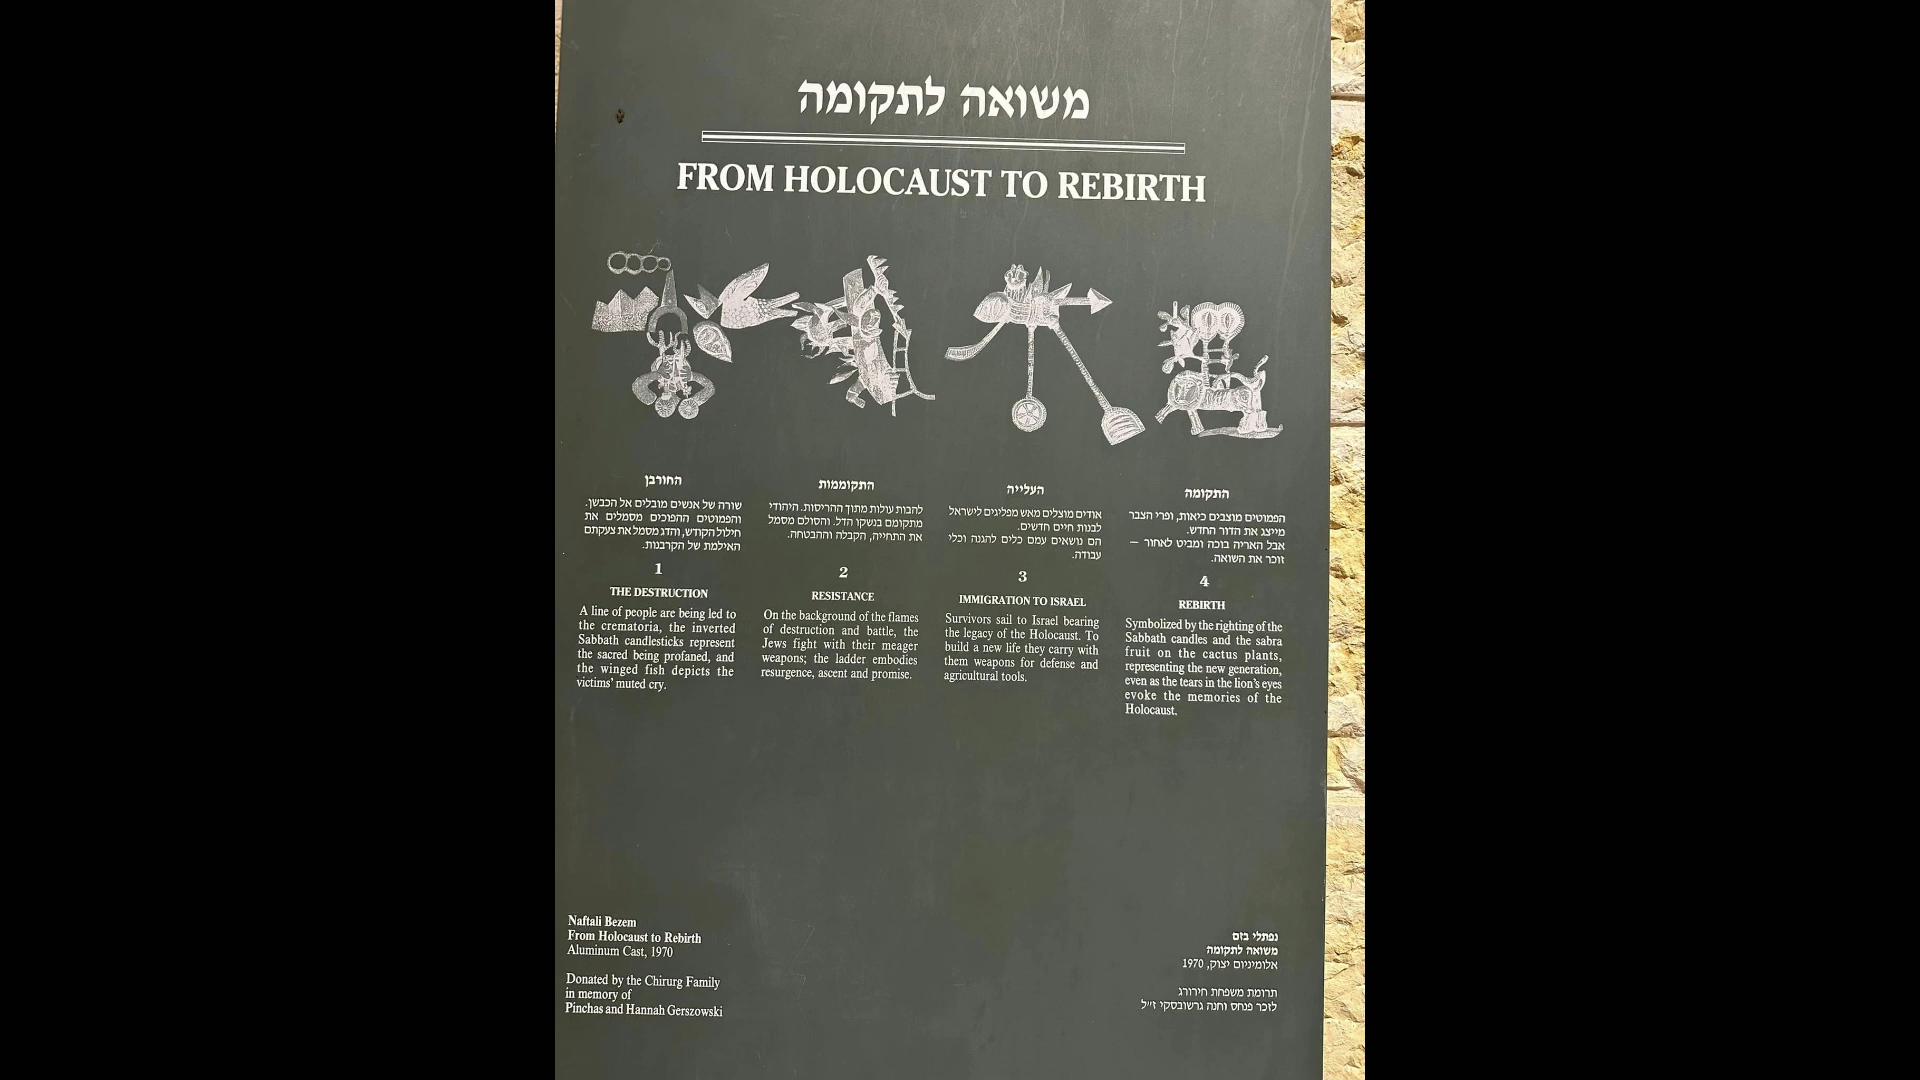 משואה לתקומה
FROM HOLOCAUST TO REBIRTH
החורבן
שורה של אנשים מובלים אל הכבשן.
והפמוטים ההפוכים מסמלים את
חילול הקודש, והדג מסמל את צעקתם
האילמת של הקרבנות.
1
THE DESTRUCTION
A line of people are being led to
the crematoria, the inverted
Sabbath candlesticks represent
the sacred being profaned, and
the winged fish depicts the
victims' muted cry.
התקוממות
להבות עולות מתוך ההריסות. היהודי
מתקומם בנשקו הדל. והסולם מסמל
את התחייה, הקבלה וההבטחה.
2
RESISTANCE
On the background of the flames
of destruction and battle, the
Jews fight with their meager
weapons; the ladder embodies
resurgence, ascent and promise.
העלייה
אודים מוצלים מאש מפליגים לישראל
לבנות חיים חדשים.
הם נושאים עמם כלים להגנה וכלי
עבודה.
3
IMMIGRATION TO ISRAEL
Survivors sail to Israel bearing
the legacy of the Holocaust. To
build a new life they carry with
them weapons for defense and
agricultural tools.
התקומה
הפמוטים מוצבים כיאות, ופרי הצבר
מייצג את הדור החדש.
אבל האריה בוכה ומביט לאחור –
זוכר את השואה.
4
REBIRTH
Symbolized by the righting of the
Sabbath candles and the sabra
fruit on the cactus plants,
representing the new generation,
even as the tears in the lion's eyes
evoke the memories of the
Holocaust.
Naftali Bezem
From Holocaust to Rebirth
Aluminum Cast, 1970
Donated by the Chirurg Family
in memory of
Pinchas and Hannah Gerszowski
נפתלי בזם
משואה לתקומה
אלומיניום יצוק, 1970
תרומת משפחת חירורג
לזכר פנחס וחנה גרשובסקי ז"ל